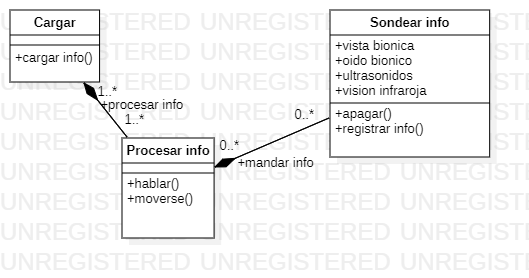 Cargar
+cargar info()
1..*
+procesar info
1..*
Procesar info
+hablar()
+moverse()
0..*
+mandar info
0..*
Sondear info
+vista bionica
+oido bionico
+ultrasonidos
+vision infraroja
+apagar()
+registrar info()
UNREGISTERED UNREGISTERED UNREGISTERED
UNREGISTERED UNREGISTERED UNREGISTERED
UNREGISTERED UNREGISTERED UNREGISTERED
UNREGISTERED UNREGISTERED UNREGISTERED
UNREGISTERED UNREGISTERED UNREGISTERED
UNREGISTERED UNREGISTERED UNREGISTERED
UNREGISTERED UNREGISTERED UNREGISTERED